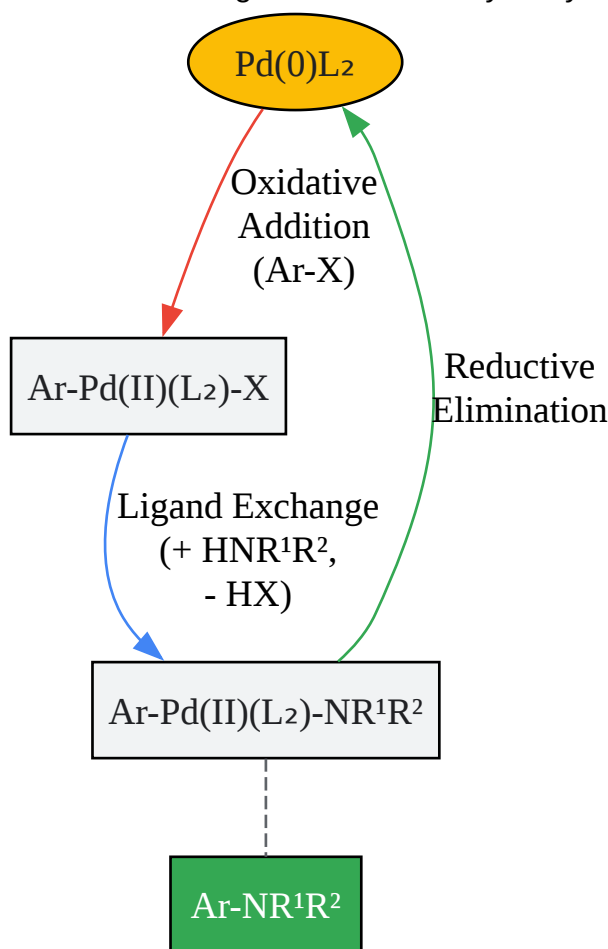 Pd(0)L₂
Oxidative
Addition
(Ar-X)
Ar-Pd(II)(L₂)-X
Reductive
Elimination
Ligand Exchange
(+ HNR¹R²,
- HX)
Ar-Pd(II)(L₂)-NR¹R²
Ar-NR¹R²